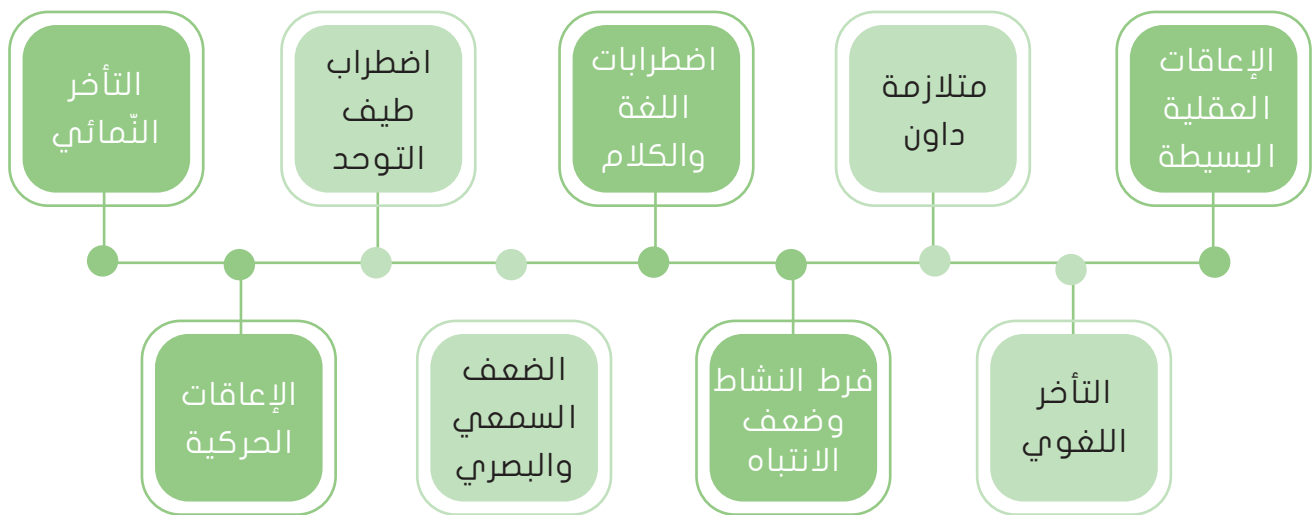 الإعاقات
العقلية
البسيطة
متلازمة
داون
اضطرابات
اللغة
والكلام
اضطراب
طيف
التوحد
التأخر
النّمائي
التأخر
اللغوي
فرط النشاط
وضعف
الانتباه
الضعف
السمعي
والبصري
الإعاقات
الحركية